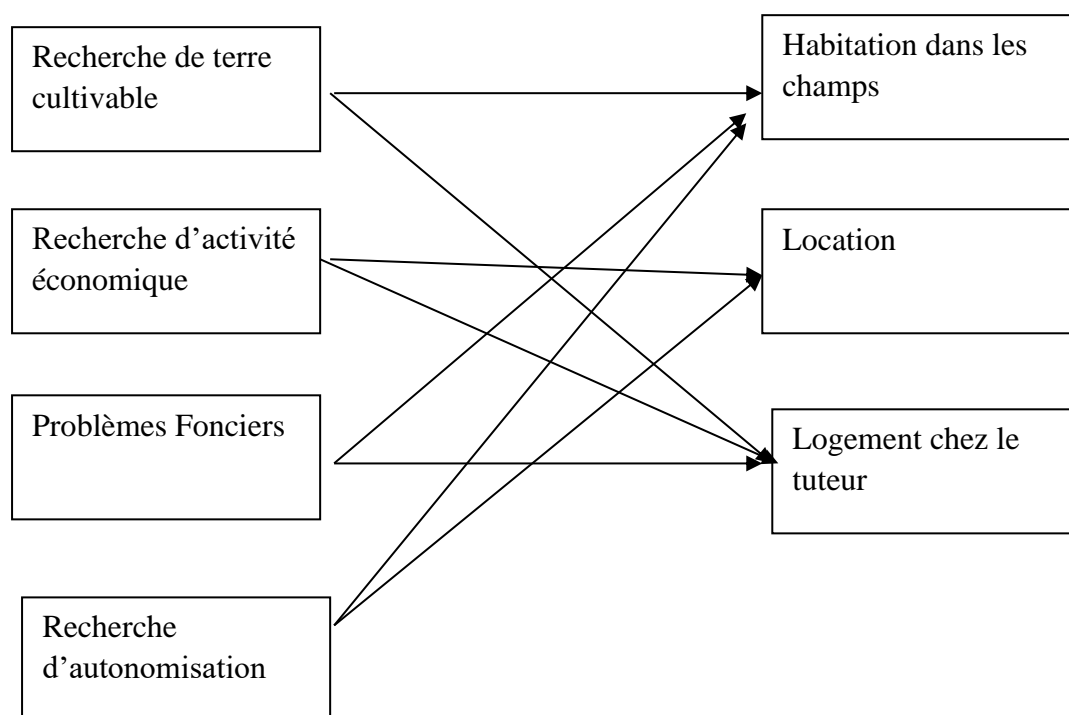 Recherche de terre
cultivable
Habitation dans les
champs
Recherche d’activité
économique
Location
Problèmes Fonciers
Logement chez le
tuteur
Recherche
d’autonomisation